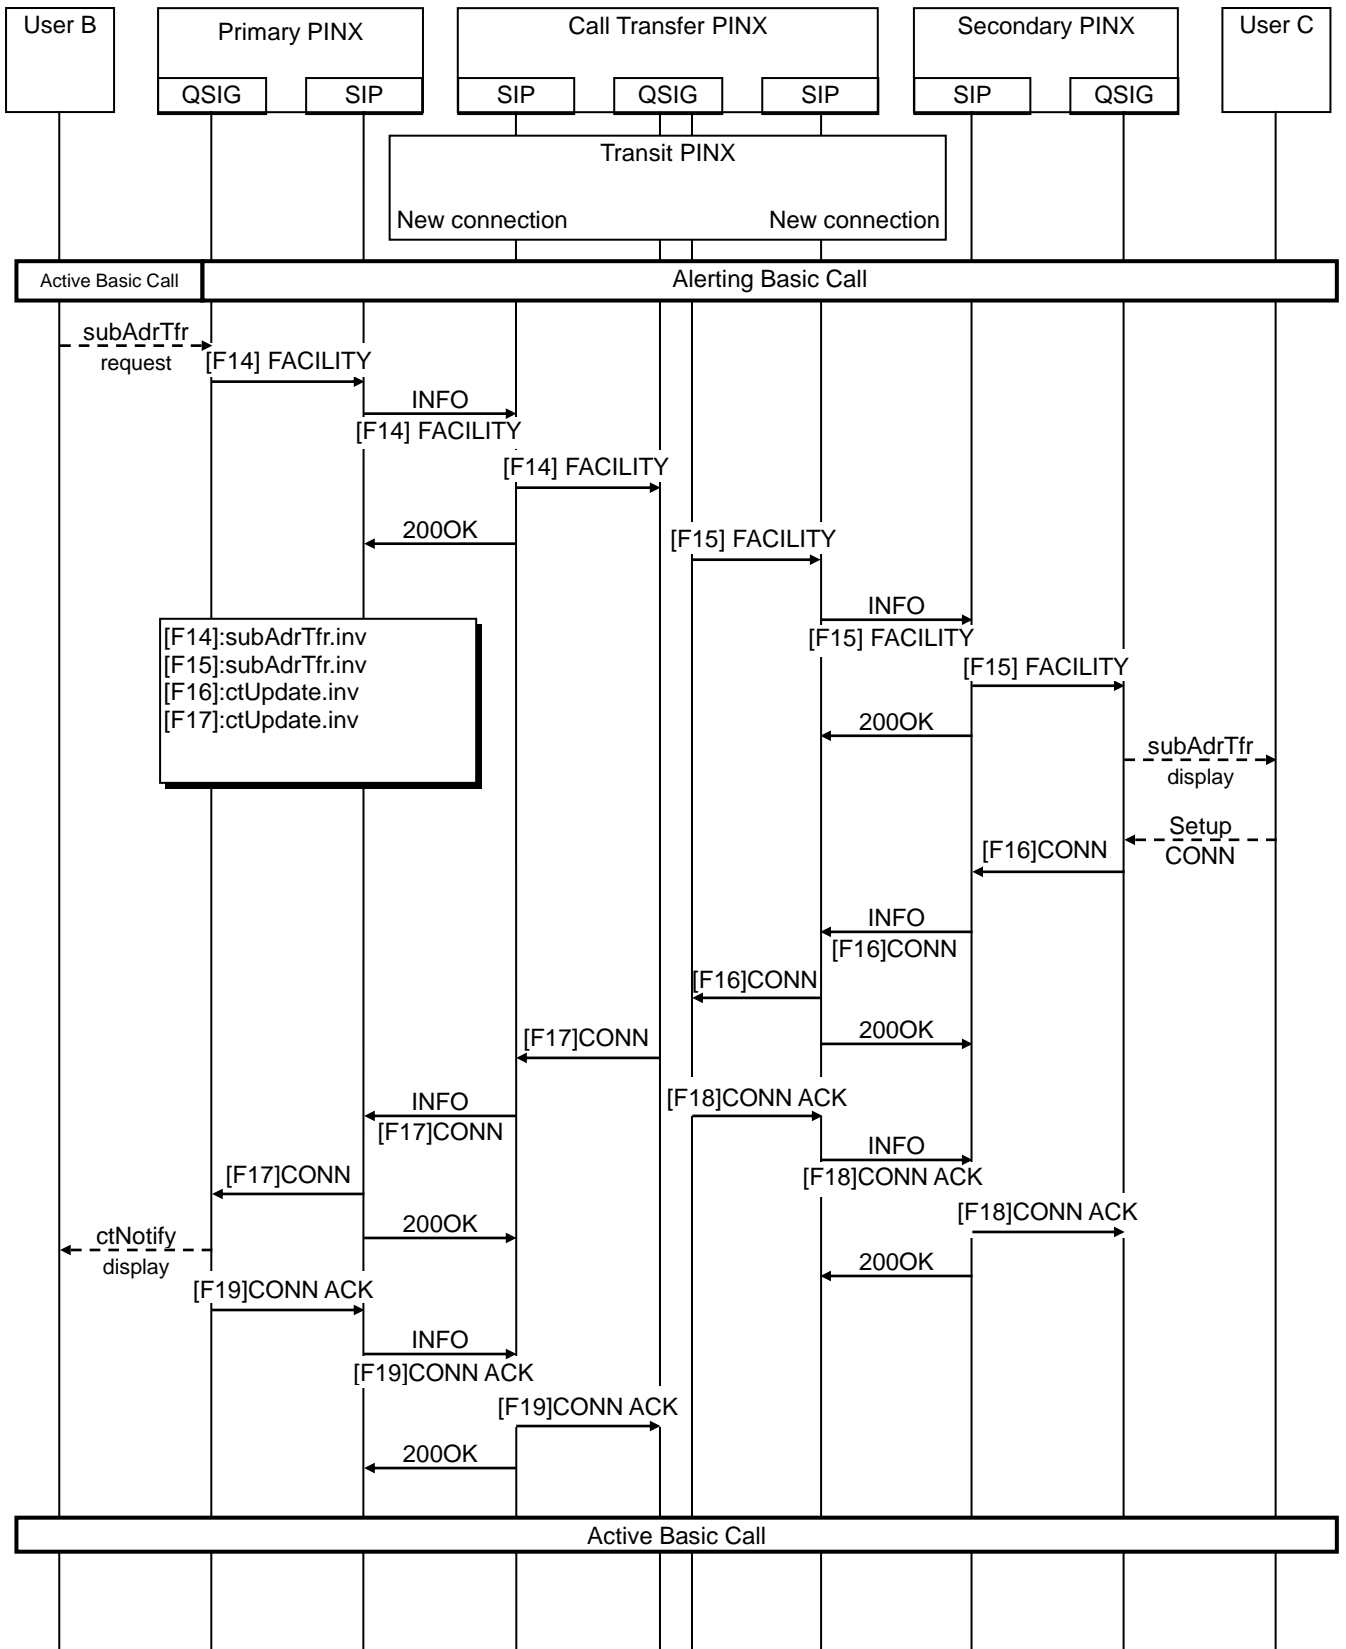 User B
Primary PINX
Call Transfer PINX
Secondary PINX
User C
QSIG
SIP
SIP
QSIG
SIP
SIP
QSIG
Transit PINX
New connection
New connection
Active Basic Call
Alerting Basic Call
subAdrTfr
request
[F14] FACILITY
INFO
[F14] FACILITY
[F14] FACILITY
200OK
[F15] FACILITY
INFO
[F15] FACILITY
[F15] FACILITY
[F14]:subAdrTfr.inv
[F15]:subAdrTfr.inv
[F16]:ctUpdate.inv
[F17]:ctUpdate.inv
200OK
subAdrTfr
display
Setup
CONN
[F16]CONN
INFO
[F16]CONN
[F16]CONN
200OK
[F17]CONN
INFO
[F17]CONN
[F18]CONN ACK
INFO
[F18]CONN ACK
[F17]CONN
[F18]CONN ACK
200OK
ctNotify
display
200OK
[F19]CONN ACK
INFO
[F19]CONN ACK
[F19]CONN ACK
200OK
Active Basic Call